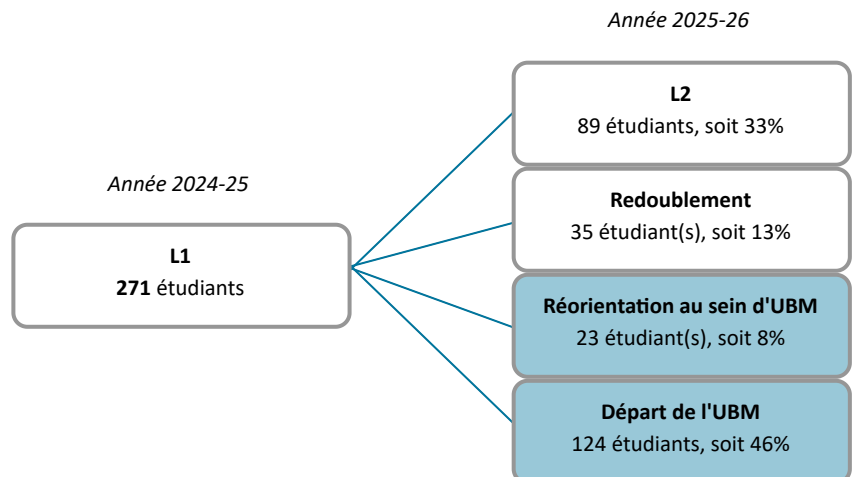 Année 2025-26
L2
89 étudiants, soit 33%
Année 2024-25
Redoublement
35 étudiant(s), soit 13%
L1
271 étudiants
Réorientation au sein d'UBM
23 étudiant(s), soit 8%
Départ de l'UBM
124 étudiants, soit 46%